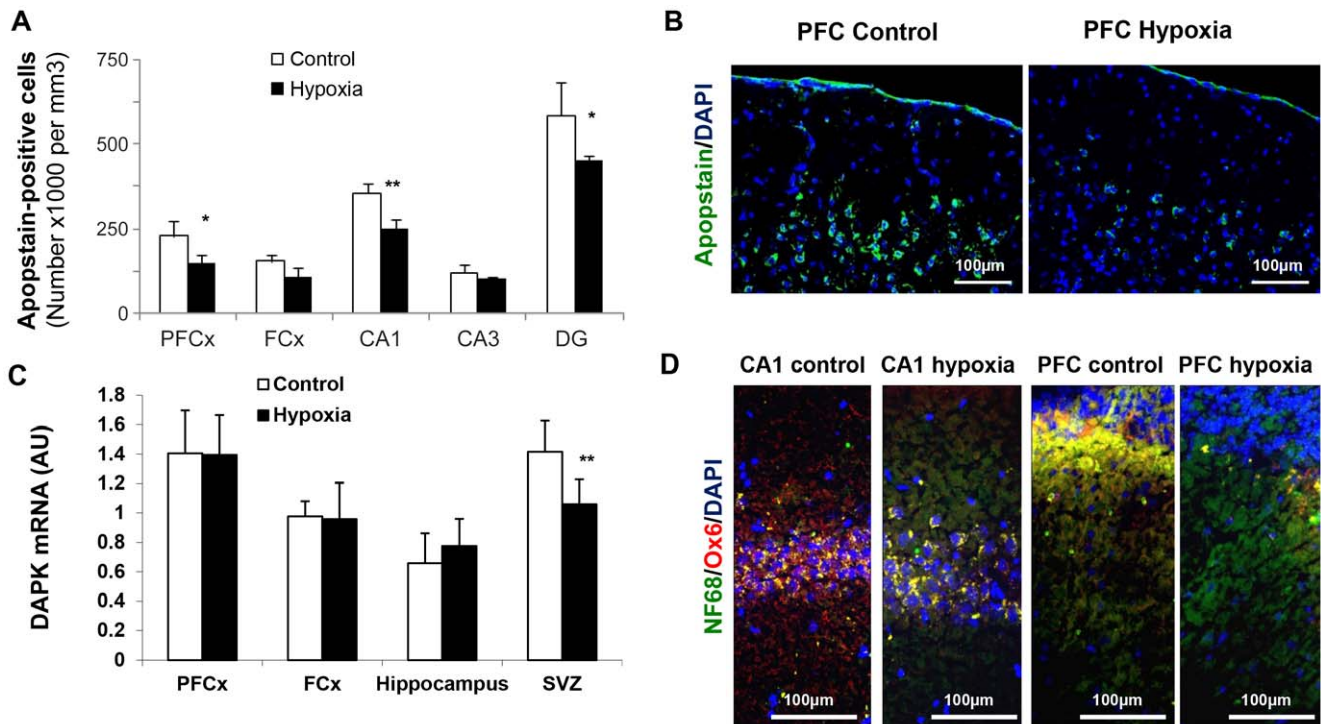 A
Apopstain-positive cells
(Number x1000 per mm3)
750
500
250
0
Control
Hypoxia
*
**
*
PFCx FCx CA1 CA3 DG
B
PFC Control PFC Hypoxia
Apopstain/DAPI
100µm
100µm
C
DAPK mRNA (AU)
1.8
1.6
1.4
1.2
1
0.8
0.6
0.4
0.2
0
Control
Hypoxia
**
PFCx FCx Hippocampus SVZ
D
CA1 control CA1 hypoxia PFC control PFC hypoxia
NF68/Ox6/DAPI
100µm 100µm 100µm 100µm